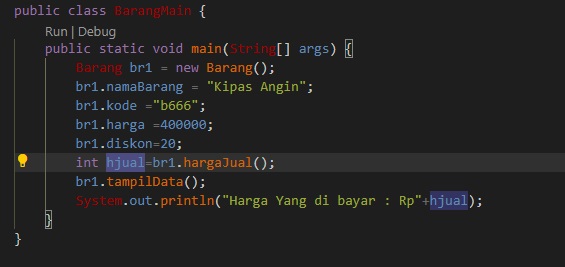 public class BarangMain {
Run | Debug
public static void main(String[] args) {
Barang br1 = new Barang();
br1.namaBarang = "Kipas Angin";
br1.kode ="b666";
br1.harga =400000;
br1.diskon=20;
int hjual=br1.hargaJual();
br1.tampilData();
System.out.println("Harga Yang di bayar : Rp"+hjual);
}
}